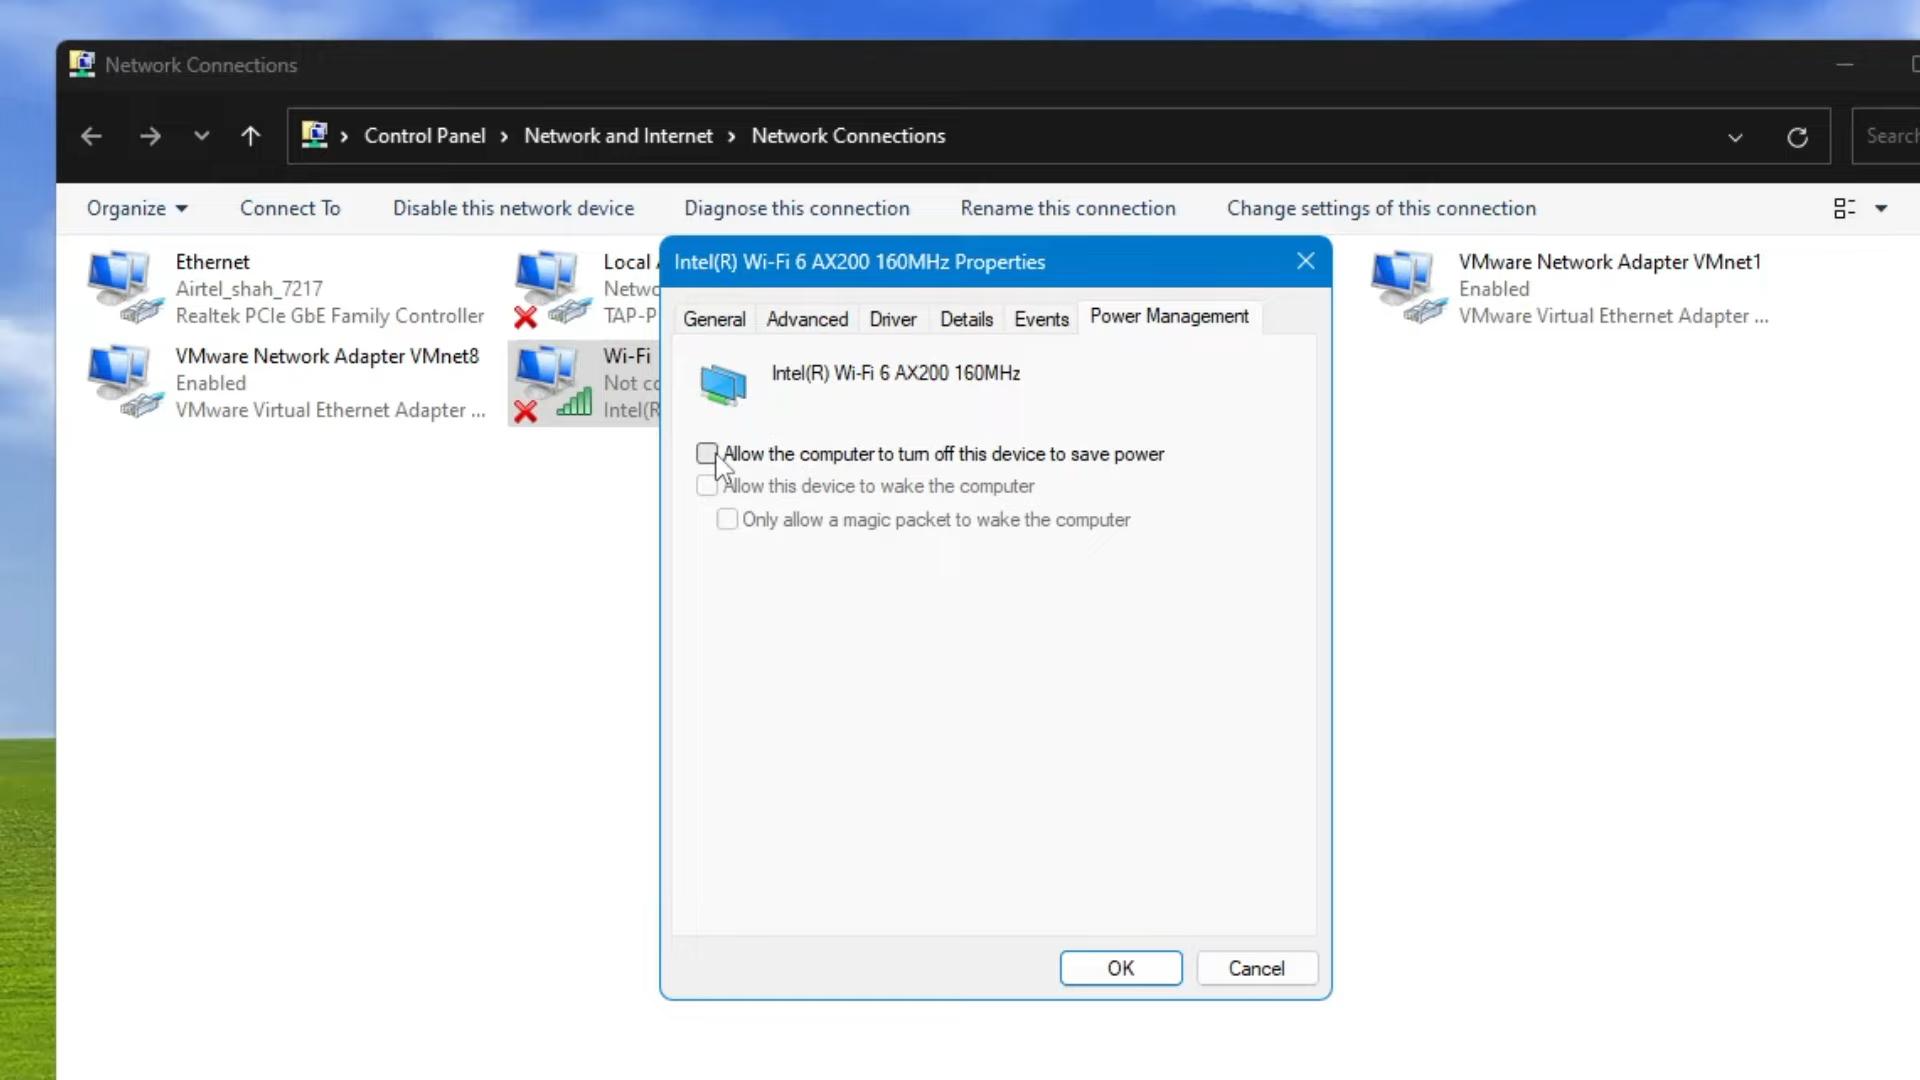 Network Connections
Control Panel > Network and Internet > Network Connections
Search
Organize Connect To Disable this network device Diagnose this connection Rename this connection Change settings of this connection
Ethernet
Airtel_shah_7217
Realtek PCIe GbE Family Controller
Local
TAP-P
VMware Network Adapter VMnet1
Enabled
VMware Virtual Ethernet Adapter ...
VMware Network Adapter VMnet8
Enabled
VMware Virtual Ethernet Adapter ...
Wi-Fi
Not
Intel(R
Intel(R) Wi-Fi 6 AX200 160MHz Properties
General Advanced Driver Details Events Power Management
Intel(R) Wi-Fi 6 AX200 160MHz
Allow the computer to turn off this device to save power
Allow this device to wake the computer
Only allow a magic packet to wake the computer
OK Cancel